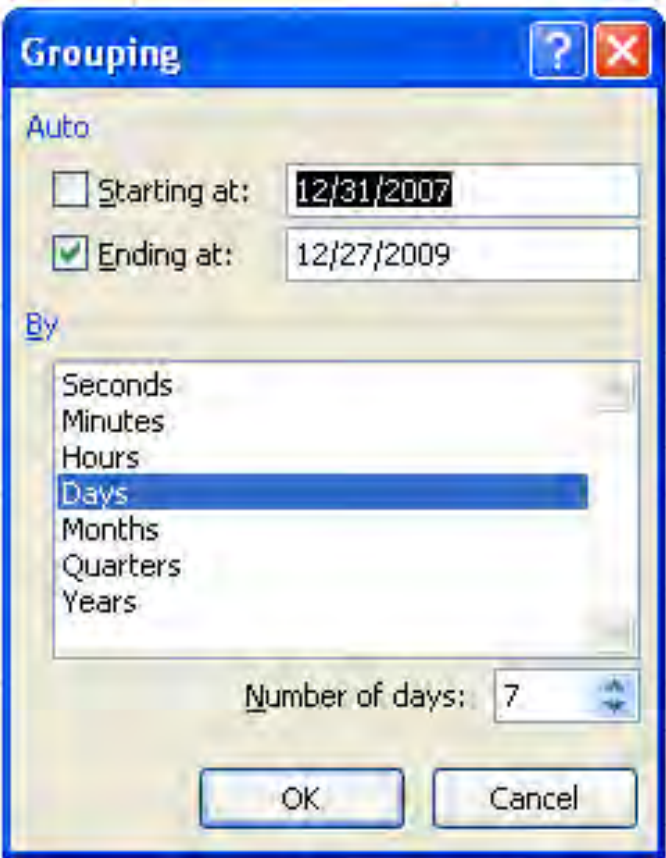 Grouping
Auto
Starting at: 12/31/2007
Ending at: 12/27/2009
By
Seconds
Minutes
Hours
Days
Months
Quarters
Years
Number of days: 7
OK Cancel